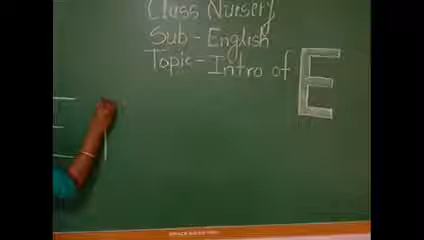 Class Nursery
Sub - English
Topic - Intro of E